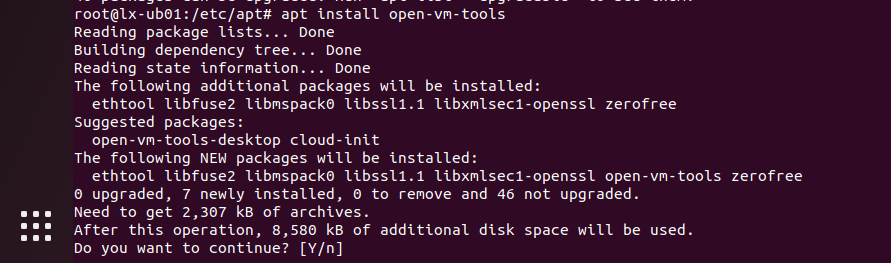 root@lx-ub01:/etc/apt# apt install open-vm-tools
Reading package lists... Done
Building dependency tree... Done
Reading state information... Done
The following additional packages will be installed:
  ethtool libfuse2 libmspack0 libssl1.1 libxmlsec1-openssl zerofree
Suggested packages:
  open-vm-tools-desktop cloud-init
The following NEW packages will be installed:
  ethtool libfuse2 libmspack0 libssl1.1 libxmlsec1-openssl open-vm-tools zerofree
0 upgraded, 7 newly installed, 0 to remove and 46 not upgraded.
Need to get 2,307 kB of archives.
After this operation, 8,580 kB of additional disk space will be used.
Do you want to continue? [Y/n]